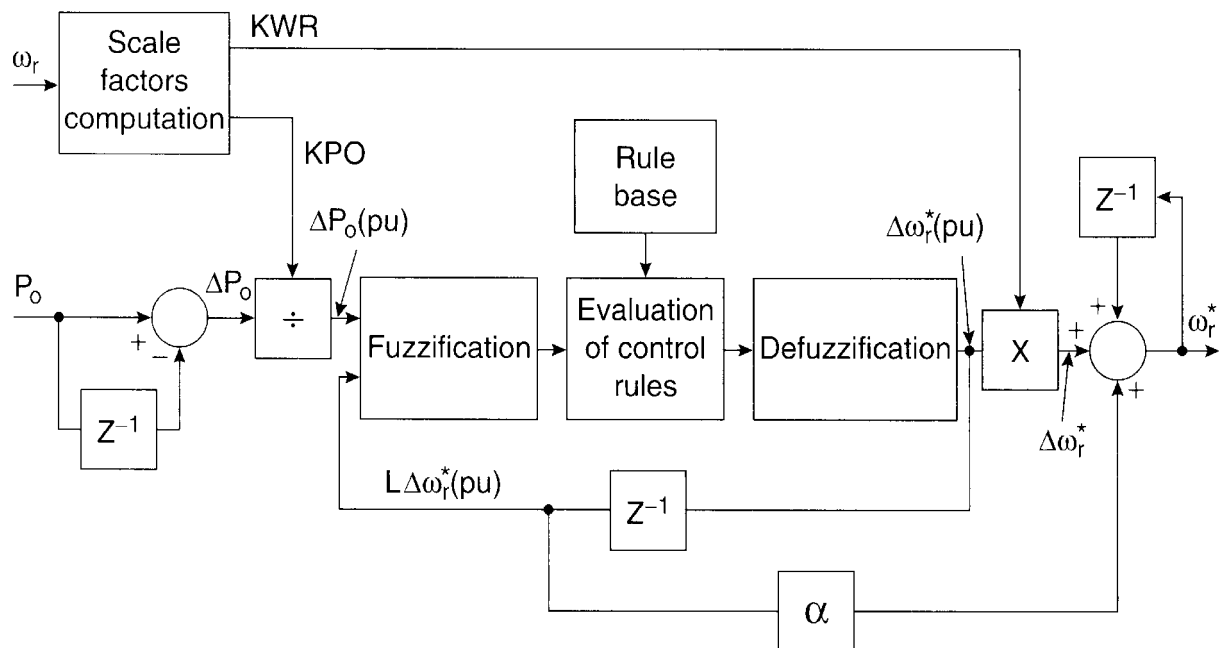 KWR
ω_r
Scale
factors
computation
KPO
Rule
base
Z⁻¹
ΔP_o(pu)
Δω_r*(pu)
P_o
ΔP_o
÷
Fuzzification
Evaluation
of control
rules
Defuzzification
X
+
+
ω_r*
+
−
+
Z⁻¹
Δω_r*
LΔω_r*(pu)
Z⁻¹
α